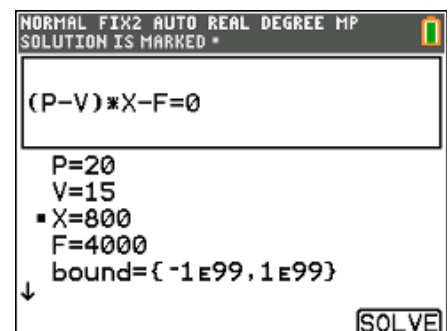 NORMAL FIX2 AUTO REAL DEGREE MP
SOLUTION IS MARKED ▪
(P-V)*X-F=0
P=20
V=15
▪X=800
F=4000
bound={-1ᴇ99,1ᴇ99}
↓
SOLVE